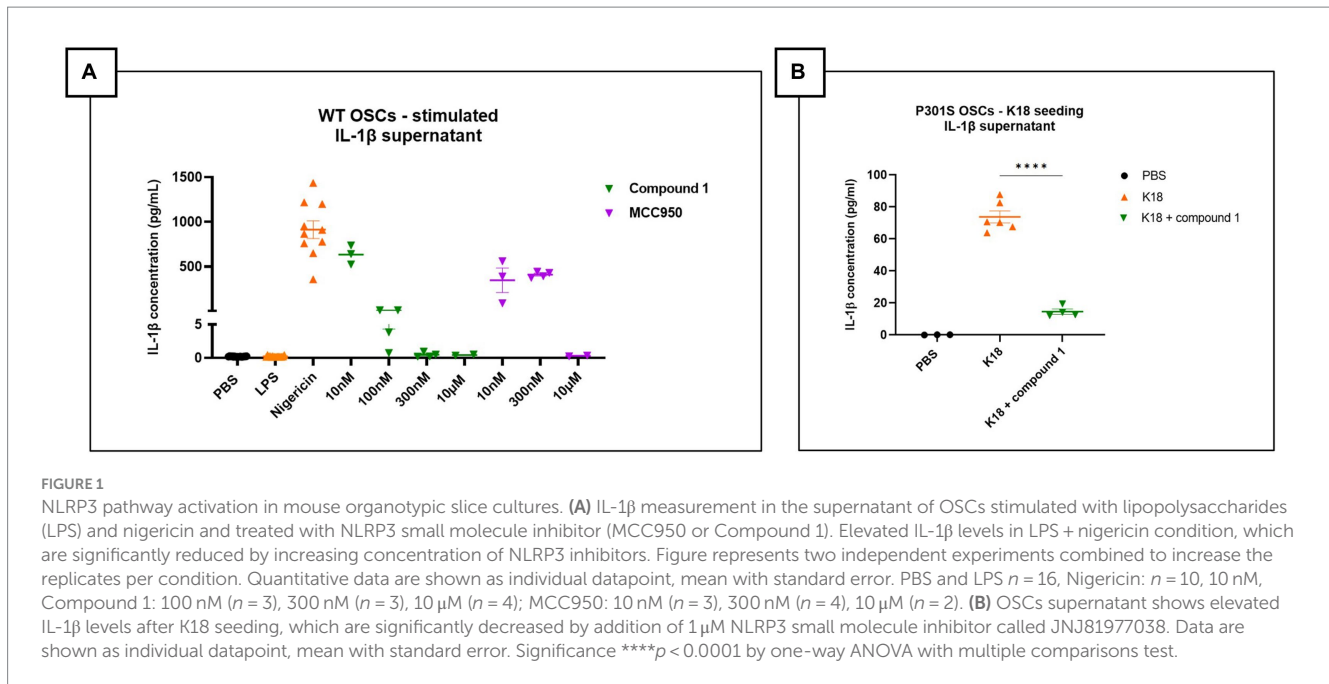 A
WT OSCs - stimulated
IL-1β supernatant
IL-1β concentration (pg/mL)
1500
1000
500
5
0
PBS
LPS
Nigericin
10nM
100nM
300nM
10µM
10nM
300nM
10µM
Compound 1
MCC950
B
P301S OSCs - K18 seeding
IL-1β supernatant
IL-1β concentration (pg/ml)
100
80
60
40
20
0
****
PBS
K18
K18 + compound 1
PBS
K18
K18 + compound 1
FIGURE 1
NLRP3 pathway activation in mouse organotypic slice cultures. (A) IL-1β measurement in the supernatant of OSCs stimulated with lipopolysaccharides
(LPS) and nigericin and treated with NLRP3 small molecule inhibitor (MCC950 or Compound 1). Elevated IL-1β levels in LPS + nigericin condition, which
are significantly reduced by increasing concentration of NLRP3 inhibitors. Figure represents two independent experiments combined to increase the
replicates per condition. Quantitative data are shown as individual datapoint, mean with standard error. PBS and LPS n = 16, Nigericin: n = 10, 10 nM,
Compound 1: 100 nM (n = 3), 300 nM (n = 3), 10 μM (n = 4); MCC950: 10 nM (n = 3), 300 nM (n = 4), 10 μM (n = 2). (B) OSCs supernatant shows elevated
IL-1β levels after K18 seeding, which are significantly decreased by addition of 1 μM NLRP3 small molecule inhibitor called JNJ81977038. Data are
shown as individual datapoint, mean with standard error. Significance ****p < 0.0001 by one-way ANOVA with multiple comparisons test.